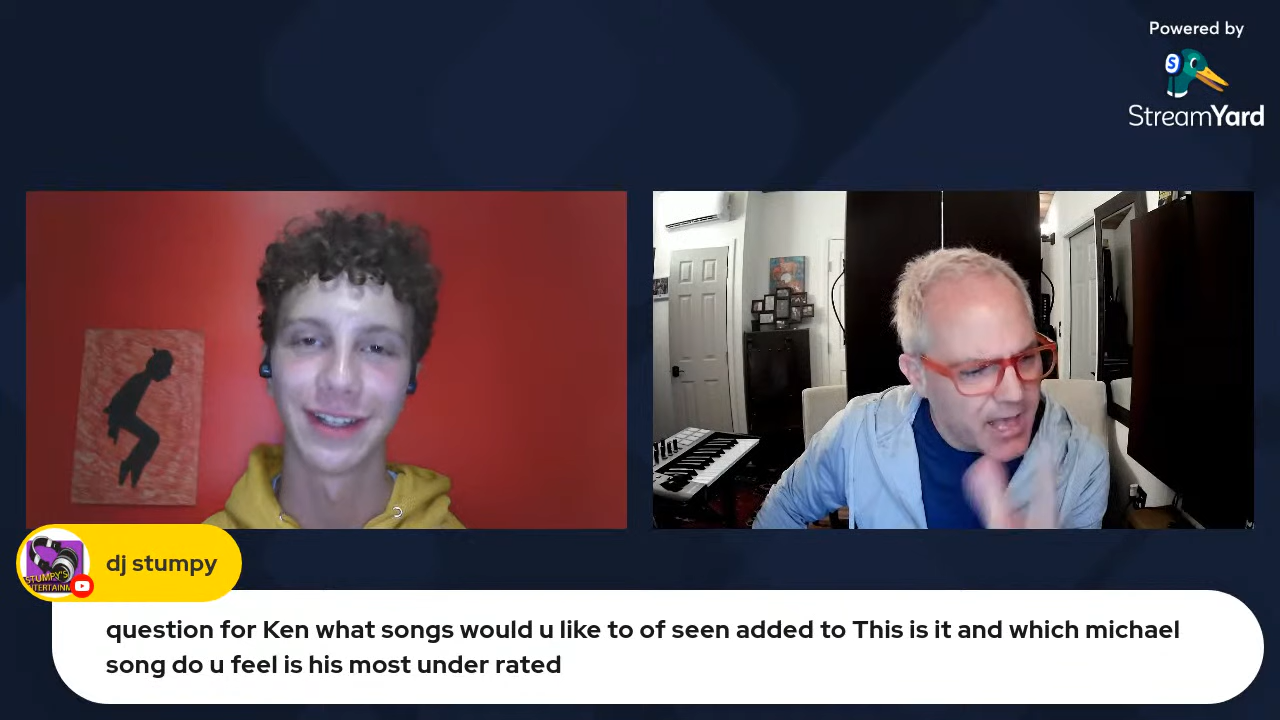 Powered by
StreamYard
dj stumpy
question for Ken what songs would u like to of seen added to This is it and which michael
song do u feel is his most under rated